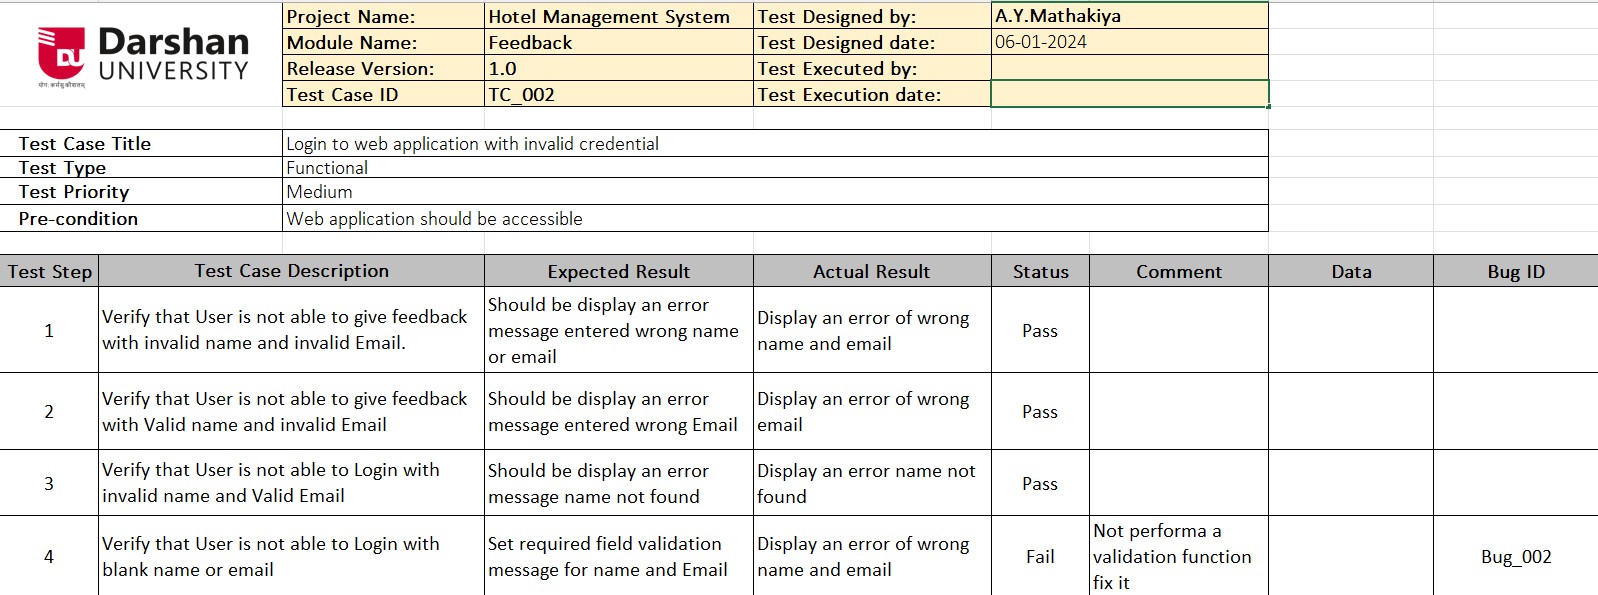 Darshan
UNIVERSITY
योगः कर्मसु कौशलम्
Project Name: Hotel Management System Test Designed by: A.Y.Mathakiya
Module Name: Feedback Test Designed date: 06-01-2024
Release Version: 1.0 Test Executed by:
Test Case ID TC_002 Test Execution date:
Test Case Title Login to web application with invalid credential
Test Type Functional
Test Priority Medium
Pre-condition Web application should be accessible
Test Step Test Case Description Expected Result Actual Result Status Comment Data Bug ID
1
Verify that User is not able to give feedback
with invalid name and invalid Email.
Should be display an error
message entered wrong name
or email
Display an error of wrong
name and email
Pass
2
Verify that User is not able to give feedback
with Valid name and invalid Email
Should be display an error
message entered wrong Email
Display an error of wrong
email
Pass
3
Verify that User is not able to Login with
invalid name and Valid Email
Should be display an error
message name not found
Display an error name not
found
Pass
4
Verify that User is not able to Login with
blank name or email
Set required field validation
message for name and Email
Display an error of wrong
name and email
Fail
Not performa a
validation function
fix it
Bug_002